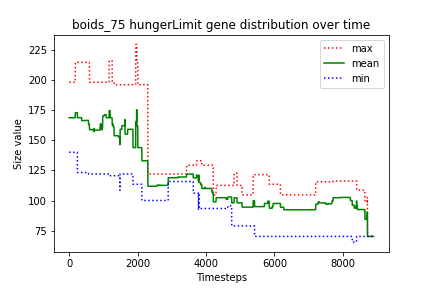 boids_75 hungerLimit gene distribution over time
max
mean
min
Size value
225
200
175
150
125
100
75
0
2000
4000
6000
8000
Timesteps